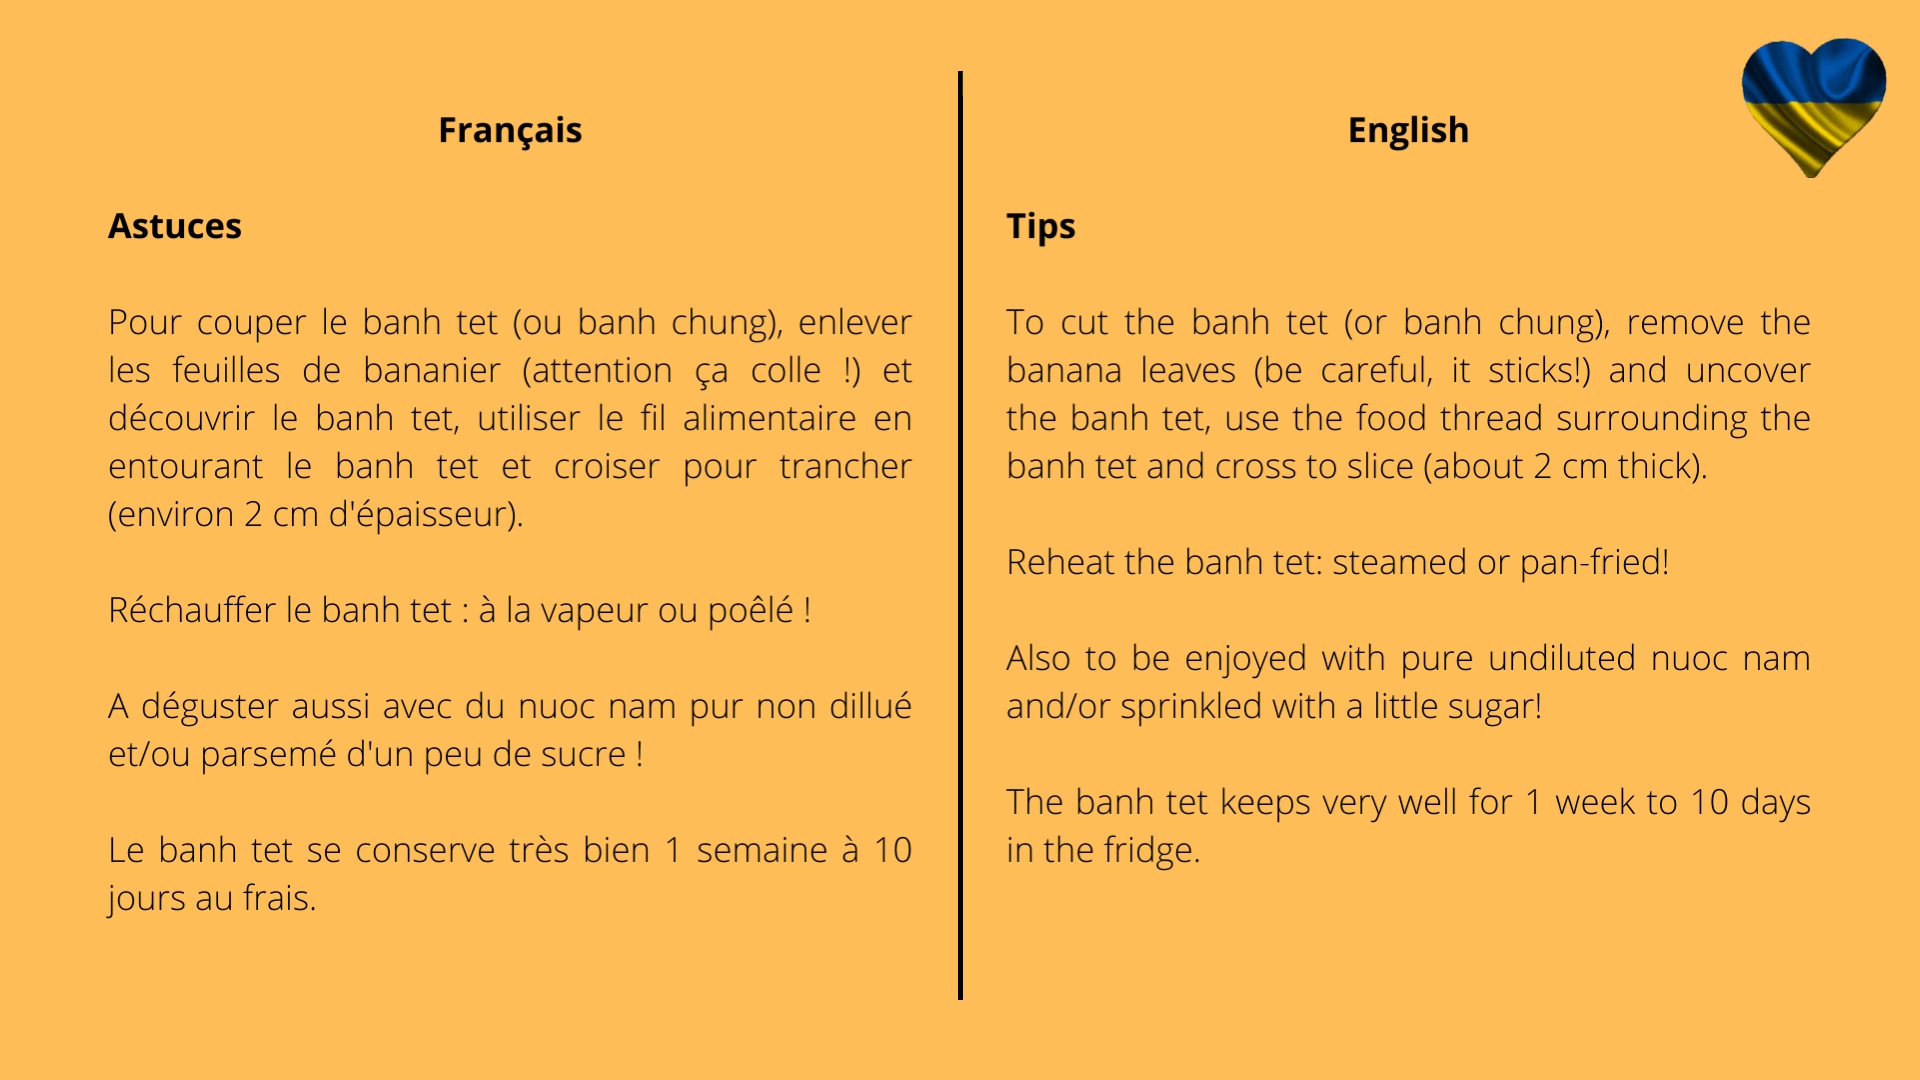 Français
Astuces
Pour couper le banh tet (ou banh chung), enlever
les feuilles de bananier (attention ça colle !) et
découvrir le banh tet, utiliser le fil alimentaire en
entourant le banh tet et croiser pour trancher
(environ 2 cm d'épaisseur).
Réchauffer le banh tet : à la vapeur ou poêlé !
A déguster aussi avec du nuoc nam pur non dillué
et/ou parsemé d'un peu de sucre !
Le banh tet se conserve très bien 1 semaine à 10
jours au frais.
English
Tips
To cut the banh tet (or banh chung), remove the
banana leaves (be careful, it sticks!) and uncover
the banh tet, use the food thread surrounding the
banh tet and cross to slice (about 2 cm thick).
Reheat the banh tet: steamed or pan-fried!
Also to be enjoyed with pure undiluted nuoc nam
and/or sprinkled with a little sugar!
The banh tet keeps very well for 1 week to 10 days
in the fridge.